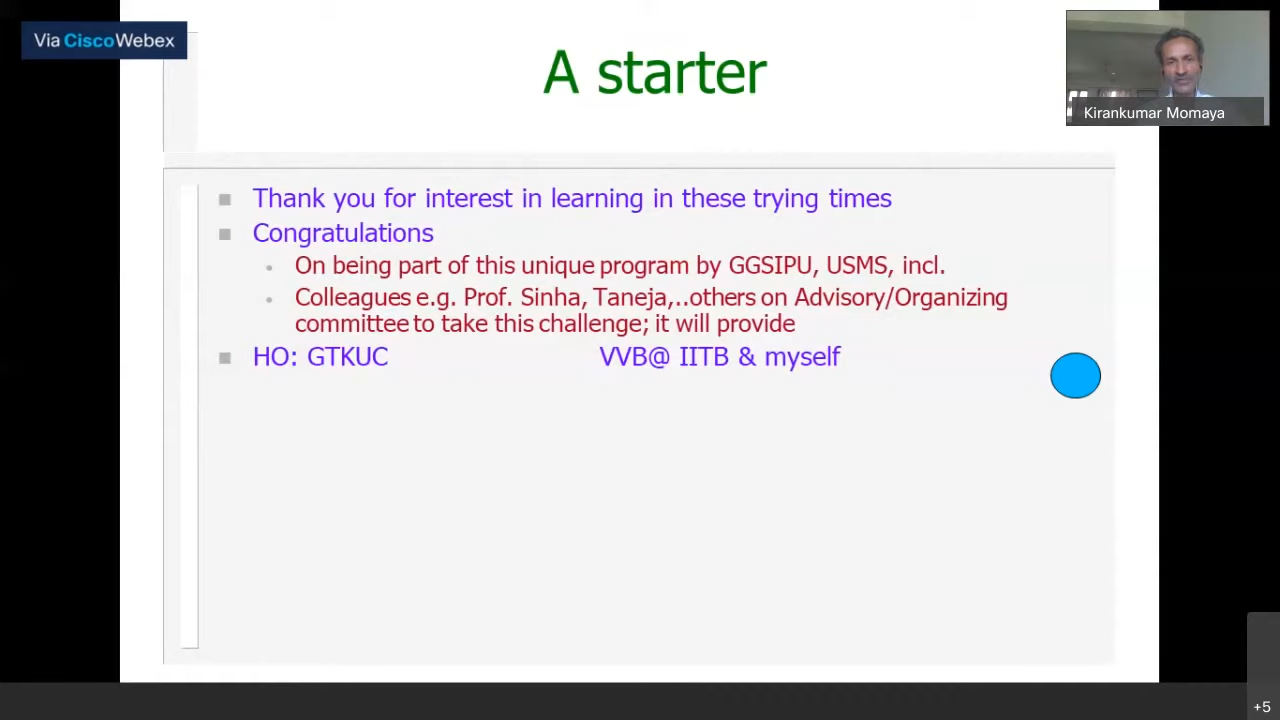 Via Cisco Webex
A starter
Kirankumar Momaya
Thank you for interest in learning in these trying times
Congratulations
On being part of this unique program by GGSIPU, USMS, incl.
Colleagues e.g. Prof. Sinha, Taneja,..others on Advisory/Organizing
committee to take this challenge; it will provide
HO: GTKUC VVB@ IITB & myself
+5